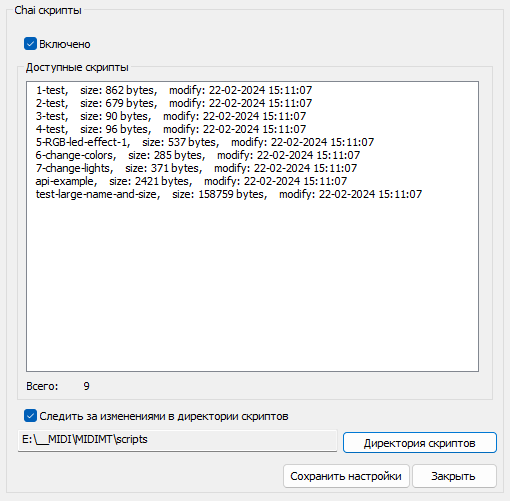 Chai скрипты
Включено
Доступные скрипты
1-test, size: 862 bytes, modify: 22-02-2024 15:11:07
2-test, size: 679 bytes, modify: 22-02-2024 15:11:07
3-test, size: 90 bytes, modify: 22-02-2024 15:11:07
4-test, size: 96 bytes, modify: 22-02-2024 15:11:07
5-RGB-led-effect-1, size: 537 bytes, modify: 22-02-2024 15:11:07
6-change-colors, size: 285 bytes, modify: 22-02-2024 15:11:07
7-change-lights, size: 371 bytes, modify: 22-02-2024 15:11:07
api-example, size: 2421 bytes, modify: 22-02-2024 15:11:07
test-large-name-and-size, size: 158759 bytes, modify: 22-02-2024 15:11:07
Всего: 9
Следить за изменениями в директории скриптов
E:\__MIDI\MIDIMT\scripts
Директория скриптов
Сохранить настройки
Закрыть